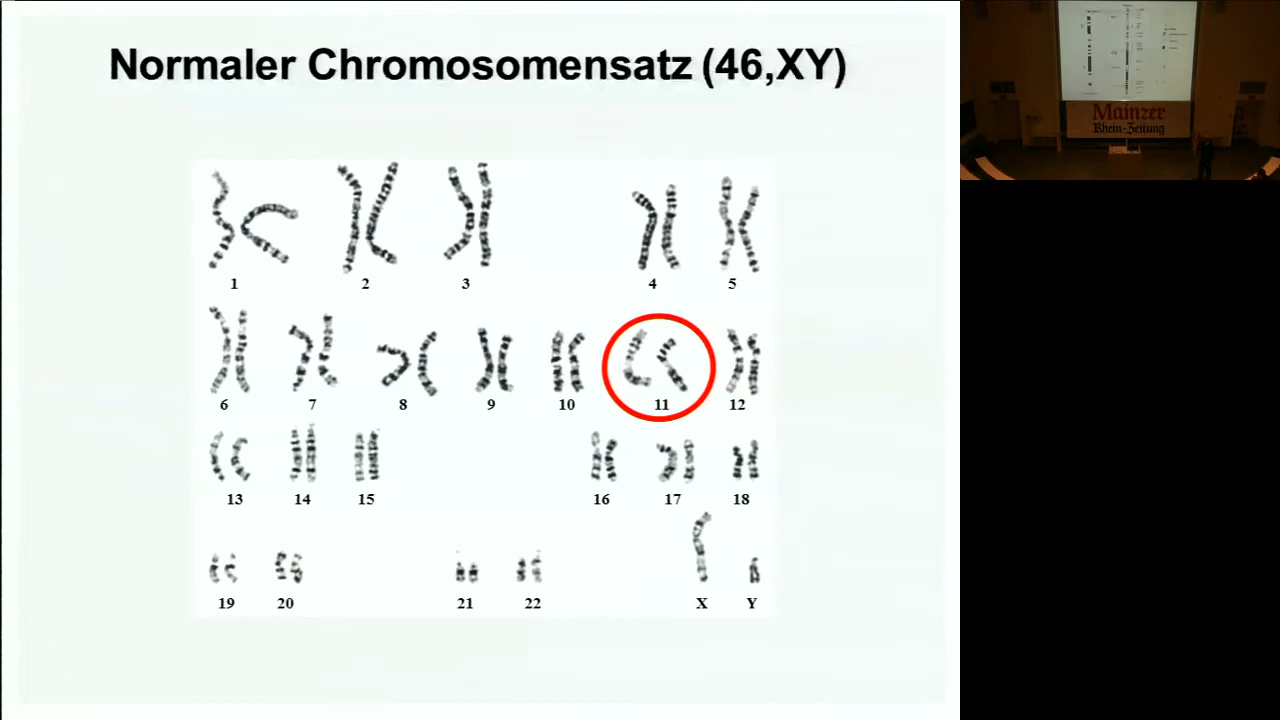 Normaler Chromosomensatz (46,XY)
1 2 3 4 5
6 7 8 9 10 11 12
13 14 15 16 17 18
19 20 21 22 X Y
Mainzer
Rhein-Zeitung